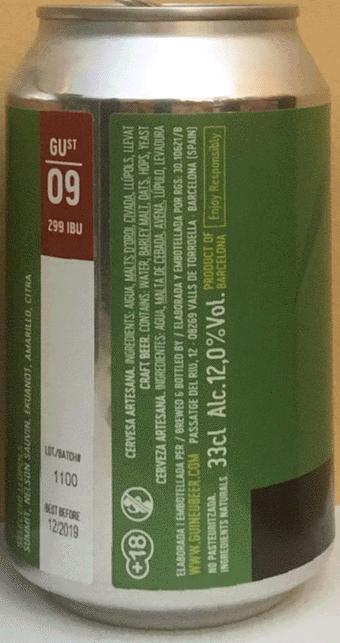 SUMMIT, NELSON SAUVIN, EKUANOT, AMARILLO, CITRA
GUST
09
299 IBU
LOT/BATCH#
1100
BEST BEFORE
12/2019
+18
CERVESA ARTESANA. INGREDIENTS: AIGUA, MALTS D'ORDI, CIVADA, LLÚPOLS, LLEVAT
CRAFT BEER. CONTAINS: WATER, BARLEY MALT, OATS, HOPS, YEAST
CERVEZA ARTESANA. INGREDIENTES: AGUA, MALTA DE CEBADA, AVENA, LÚPULO, LEVADURA
ELABORADA I EMBOTELLADA PER / BREWED & BOTTLED BY / ELABORADA Y EMBOTELLADA POR RGS: 30.10621/B
WWW.GUINEUBEER.COM PASSATGE DEL RIU, 12 · 08269 VALLS DE TORROELLA · BARCELONA (SPAIN)
NO PASTEURITZADA.
INGREDIENTS NATURALS
33cl Alc.12,0%Vol.
PRODUCT OF
BARCELONA
Enjoy Responsibly